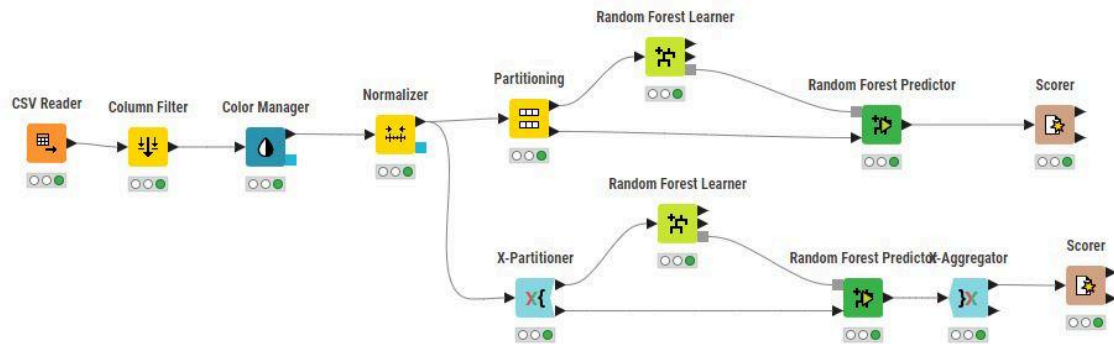 Random Forest Learner
Partitioning
Random Forest Predictor
Scorer
CSV Reader
Column Filter
Color Manager
Normalizer
Random Forest Learner
X-Partitioner
Random Forest Predictor
X-Aggregator
Scorer